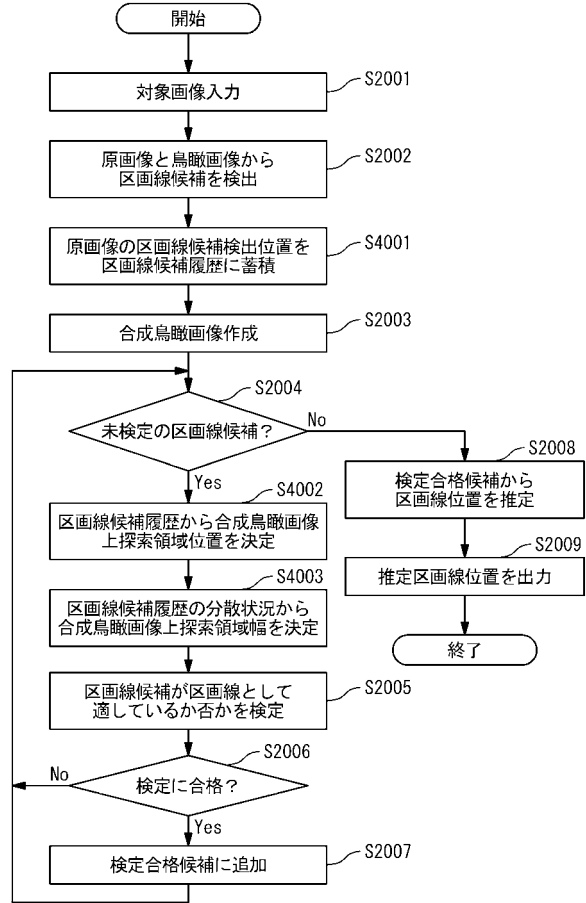 開始
対象画像入力
S2001
原画像と鳥瞰画像から
区画線候補を検出
S2002
原画像の区画線候補検出位置を
区画線候補履歴に蓄積
S4001
合成鳥瞰画像作成
S2003
未検定の区画線候補？
S2004
No
Yes
区画線候補履歴から合成鳥瞰画像
上探索領域位置を決定
S4002
区画線候補履歴の分散状況から
合成鳥瞰画像上探索領域幅を決定
S4003
区画線候補が区画線として
適しているか否かを検定
S2005
検定に合格？
S2006
No
Yes
検定合格候補に追加
S2007
検定合格候補から
区画線位置を推定
S2008
推定区画線位置を出力
S2009
終了